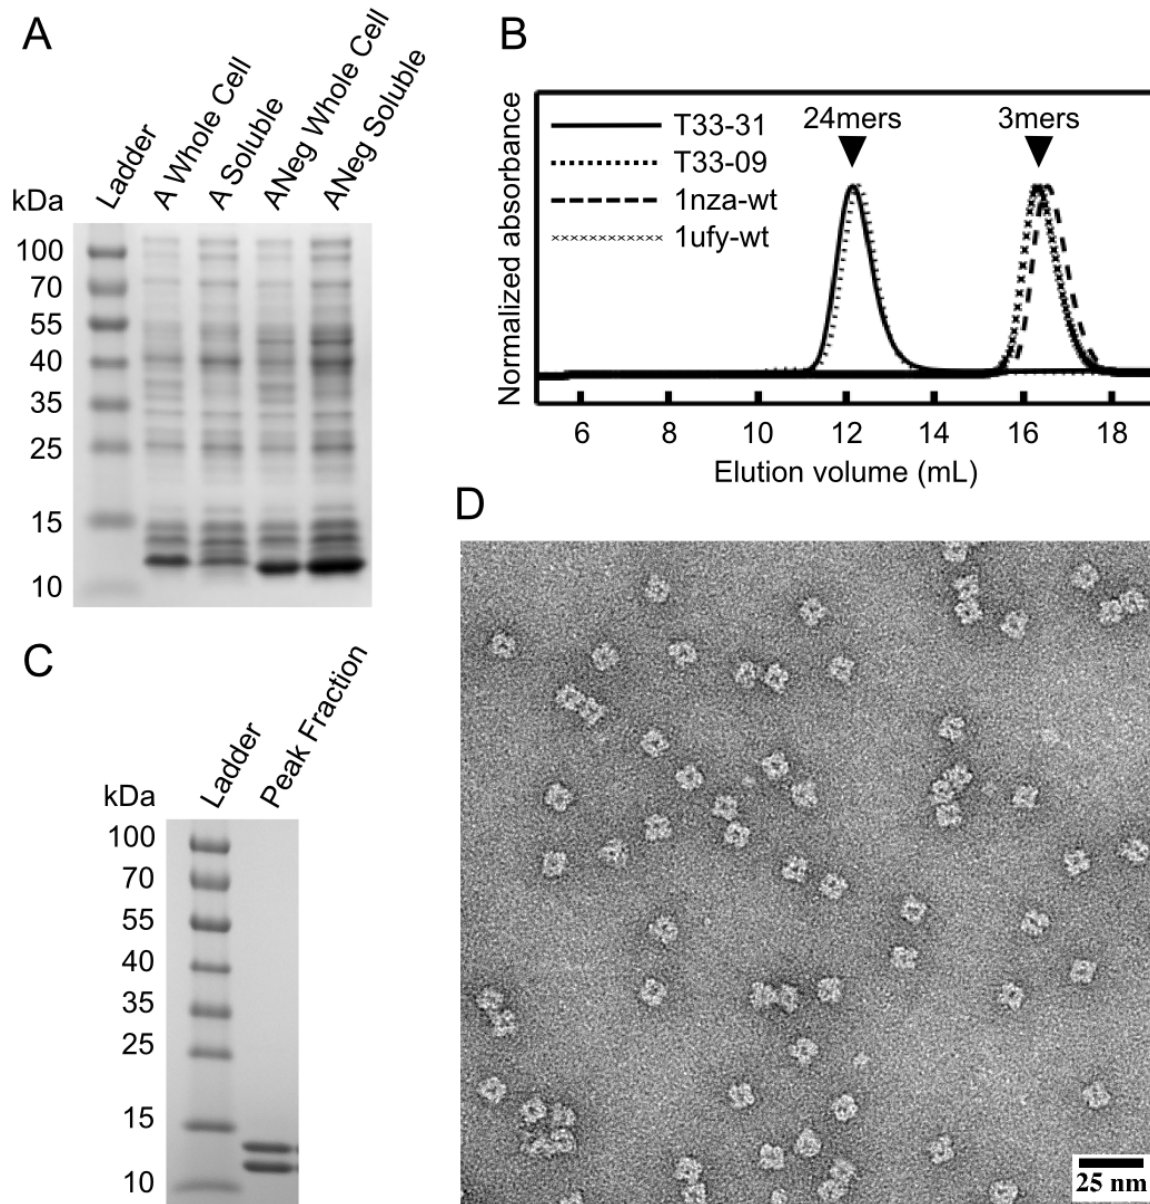 A
Ladder
A Whole Cell
A Soluble
ANeg Whole Cell
ANeg Soluble
kDa
100
70
55
40
35
25
15
10
B
Normalized absorbance
T33-31
T33-09
1nza-wt
1ufy-wt
24mers
3mers
6 8 10 12 14 16 18
Elution volume (mL)
C
Ladder
Peak Fraction
kDa
100
70
55
40
35
25
15
10
D
25 nm